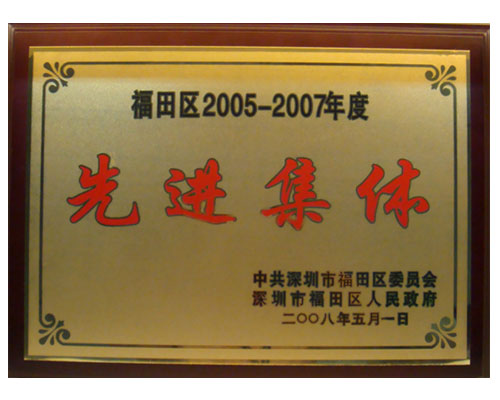 福田区2005-2007年度
先进集体
中共深圳市福田区委员会
深圳市福田区人民政府
二〇〇八年五月一日